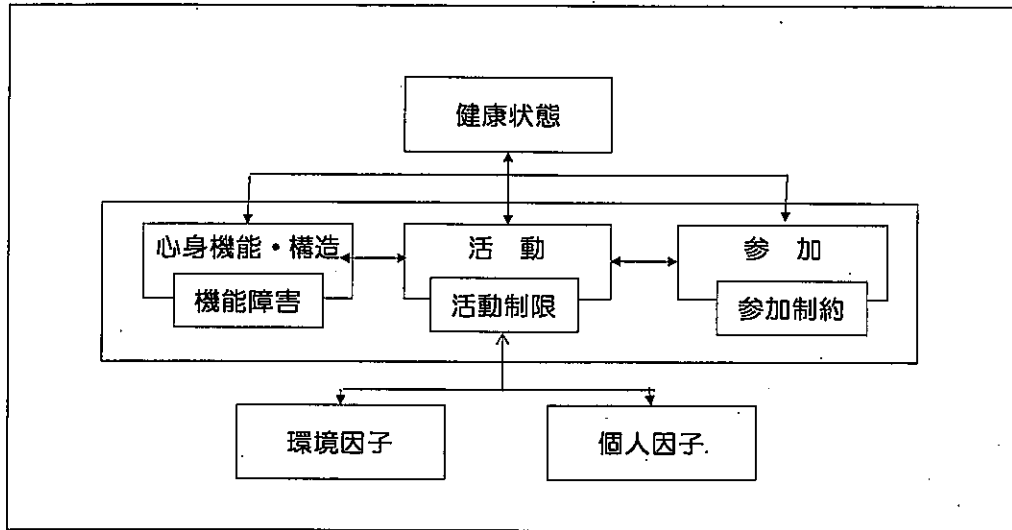 健康状態
心身機能・構造
活動
参加
機能障害
活動制限
参加制約
環境因子
個人因子